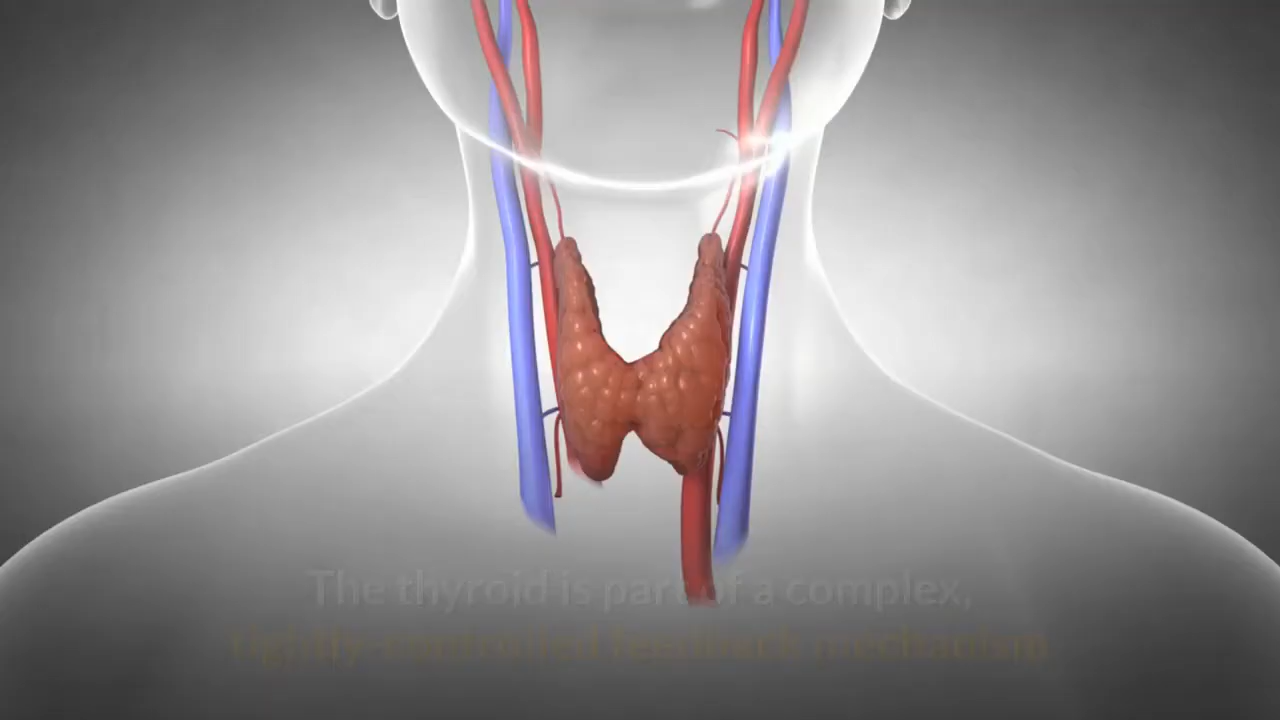 The thyroid is part of a complex,
tightly-controlled feedback mechanism